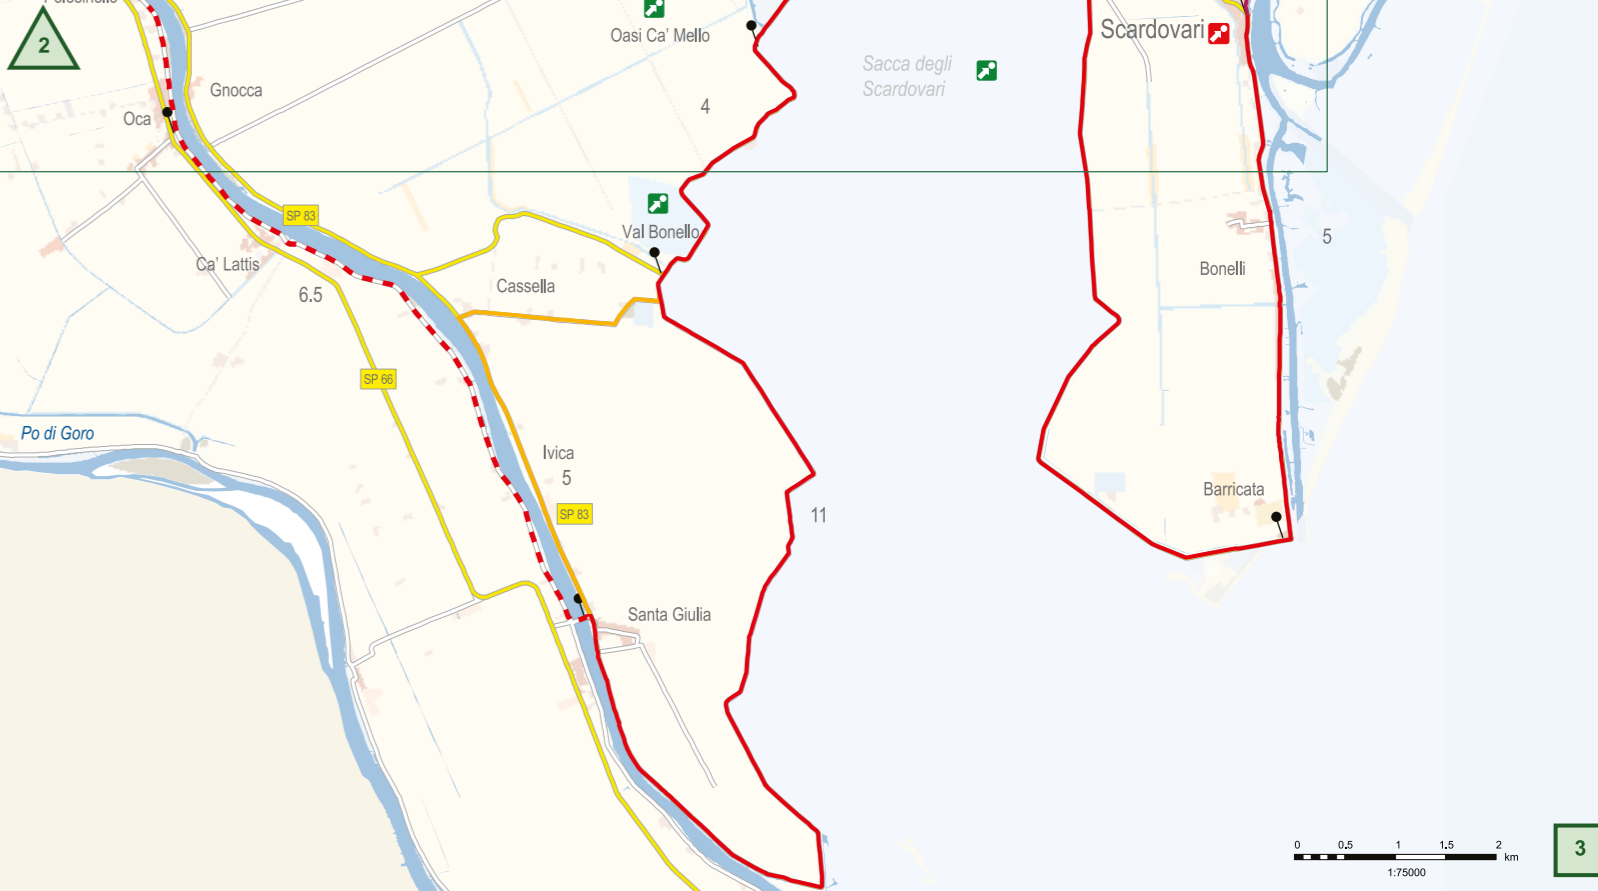 2
Oasi Ca' Mello
Scardovari
Sacca degli
Scardovari
Gnocca
4
Oca
SP 83
Val Bonello
5
Ca' Lattis
Cassella
Bonelli
6.5
SP 66
Po di Goro
Ivica
5
Barricata
SP 83
11
Santa Giulia
0 0.5 1 1.5 2
km
1:75000
3